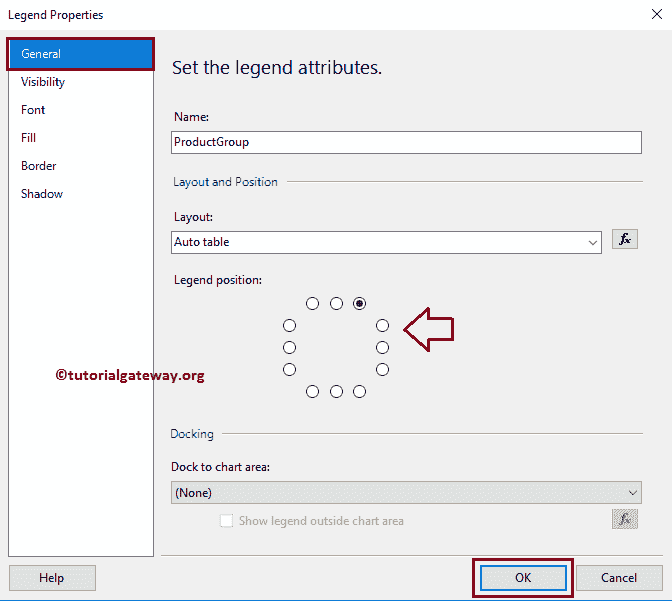 Legend Properties
General
Visibility
Font
Fill
Border
Shadow
Set the legend attributes.
Name:
ProductGroup
Layout and Position
Layout:
Auto table
fx
Legend position:
©tutorialgateway.org
Docking
Dock to chart area:
(None)
Show legend outside chart area
fx
Help
OK
Cancel